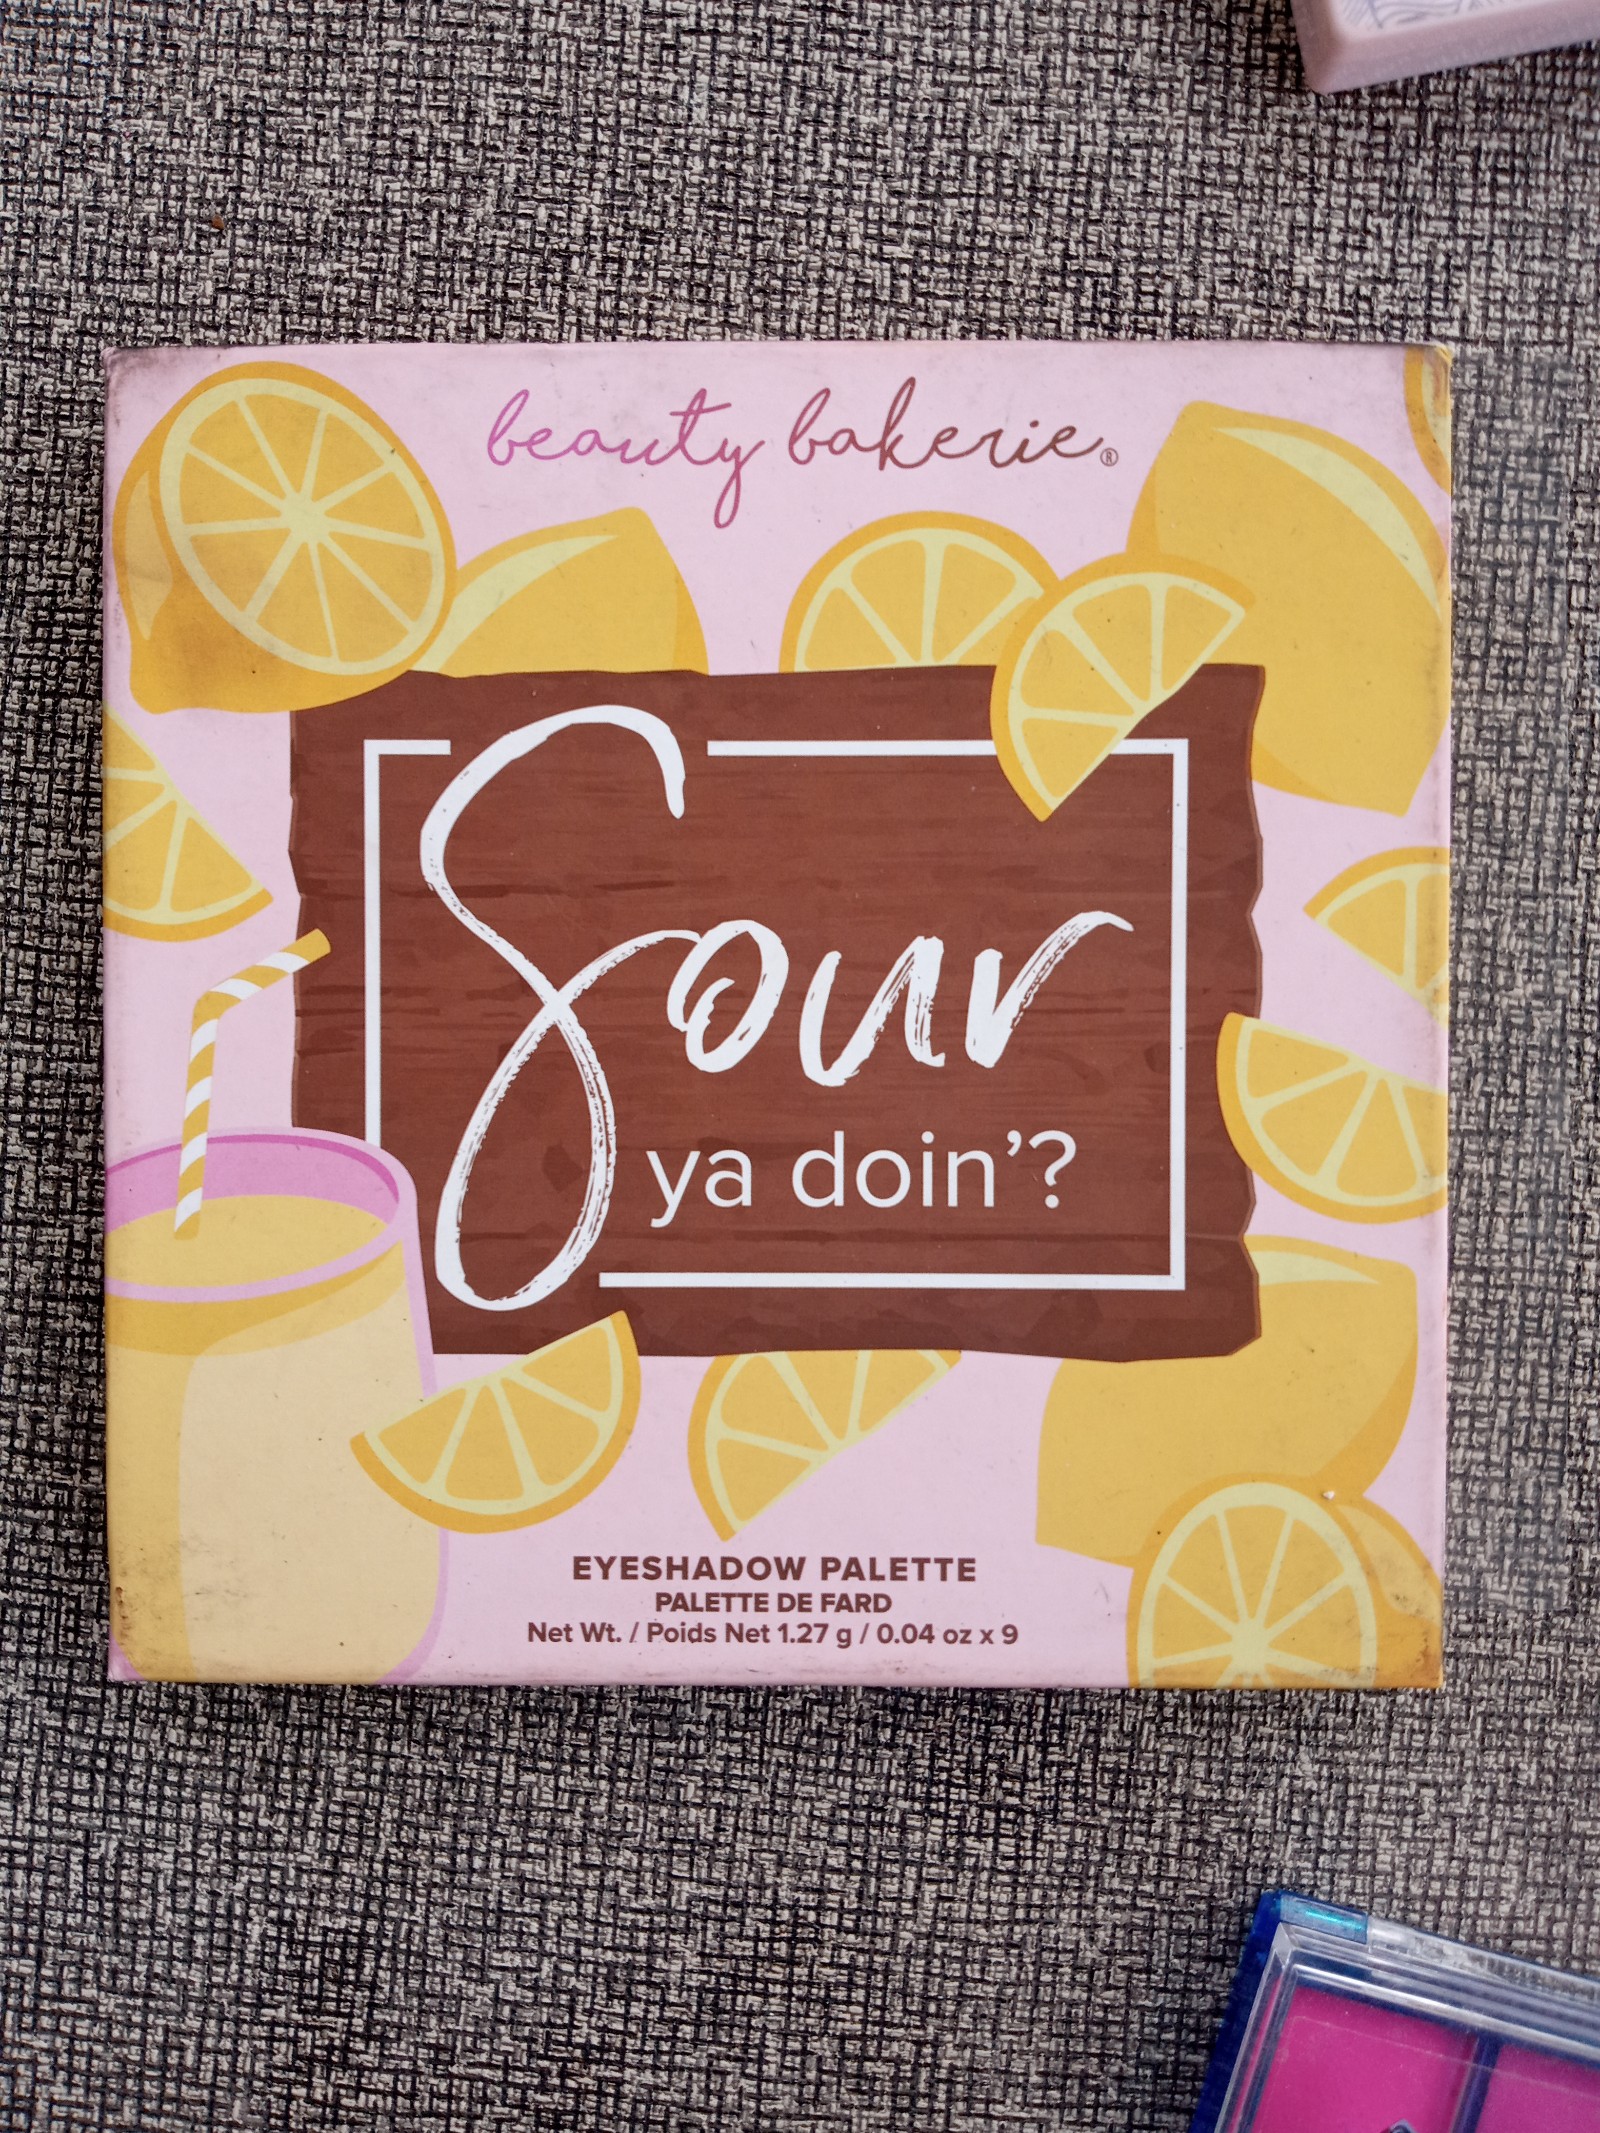 beauty bakerie®
Sour
ya doin’?
EYESHADOW PALETTE
PALETTE DE FARD
Net Wt. / Poids Net 1.27 g / 0.04 oz x 9